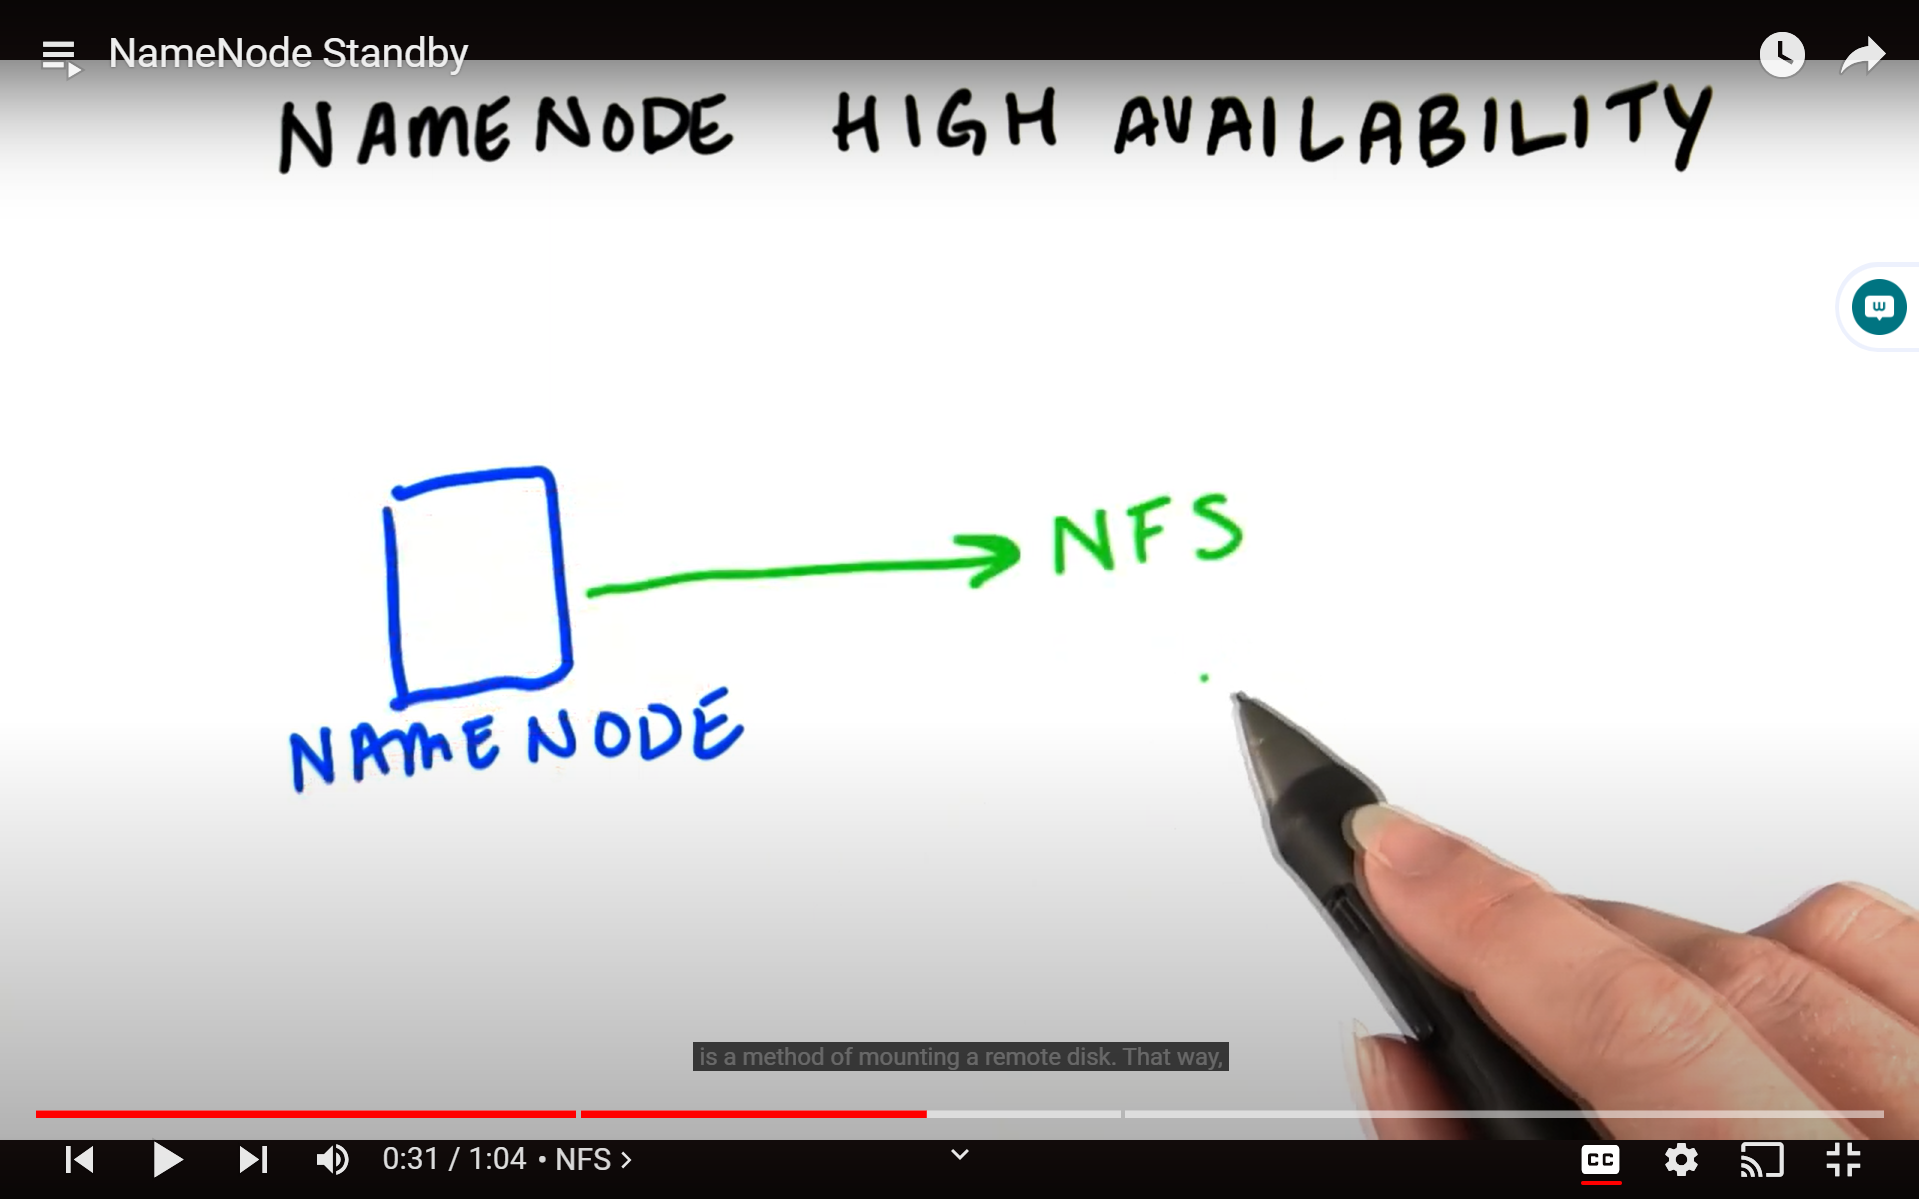 NameNode Standby
NAMENODE HIGH AVAILABILITY
NFS
NAMENODE
is a method of mounting a remote disk. That way,
0:31 / 1:04 • NFS >
CC